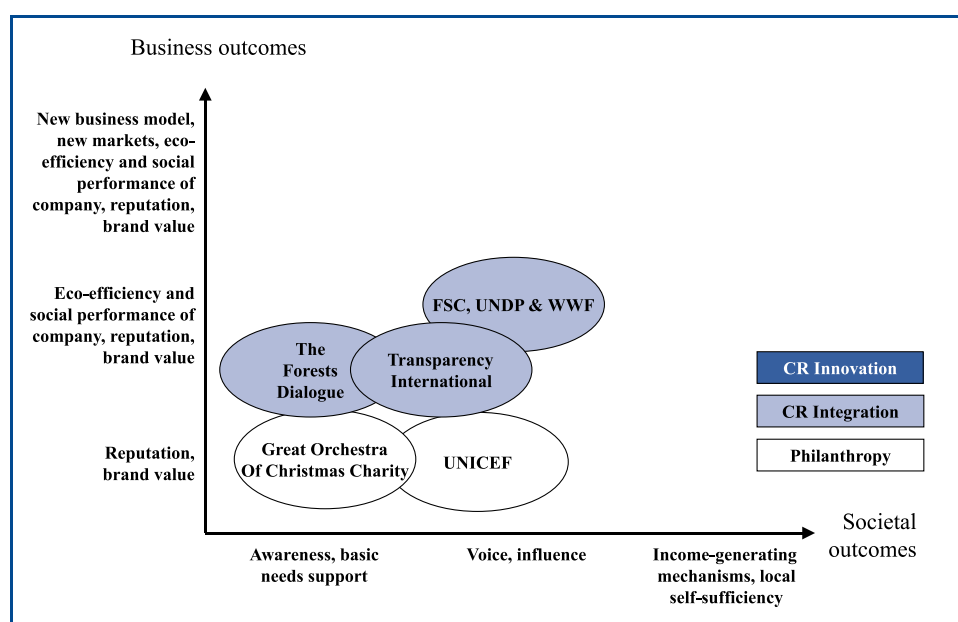 Business outcomes
New business model,
new markets, eco-
efficiency and social
performance of
company, reputation,
brand value
Eco-efficiency and
social performance of
company, reputation,
brand value
Reputation,
brand value
FSC, UNDP & WWF
The
Forests
Dialogue
Transparency
International
Great Orchestra
Of Christmas Charity
UNICEF
CR Innovation
CR Integration
Philanthropy
Societal
outcomes
Awareness, basic
needs support
Voice, influence
Income-generating
mechanisms, local
self-sufficiency